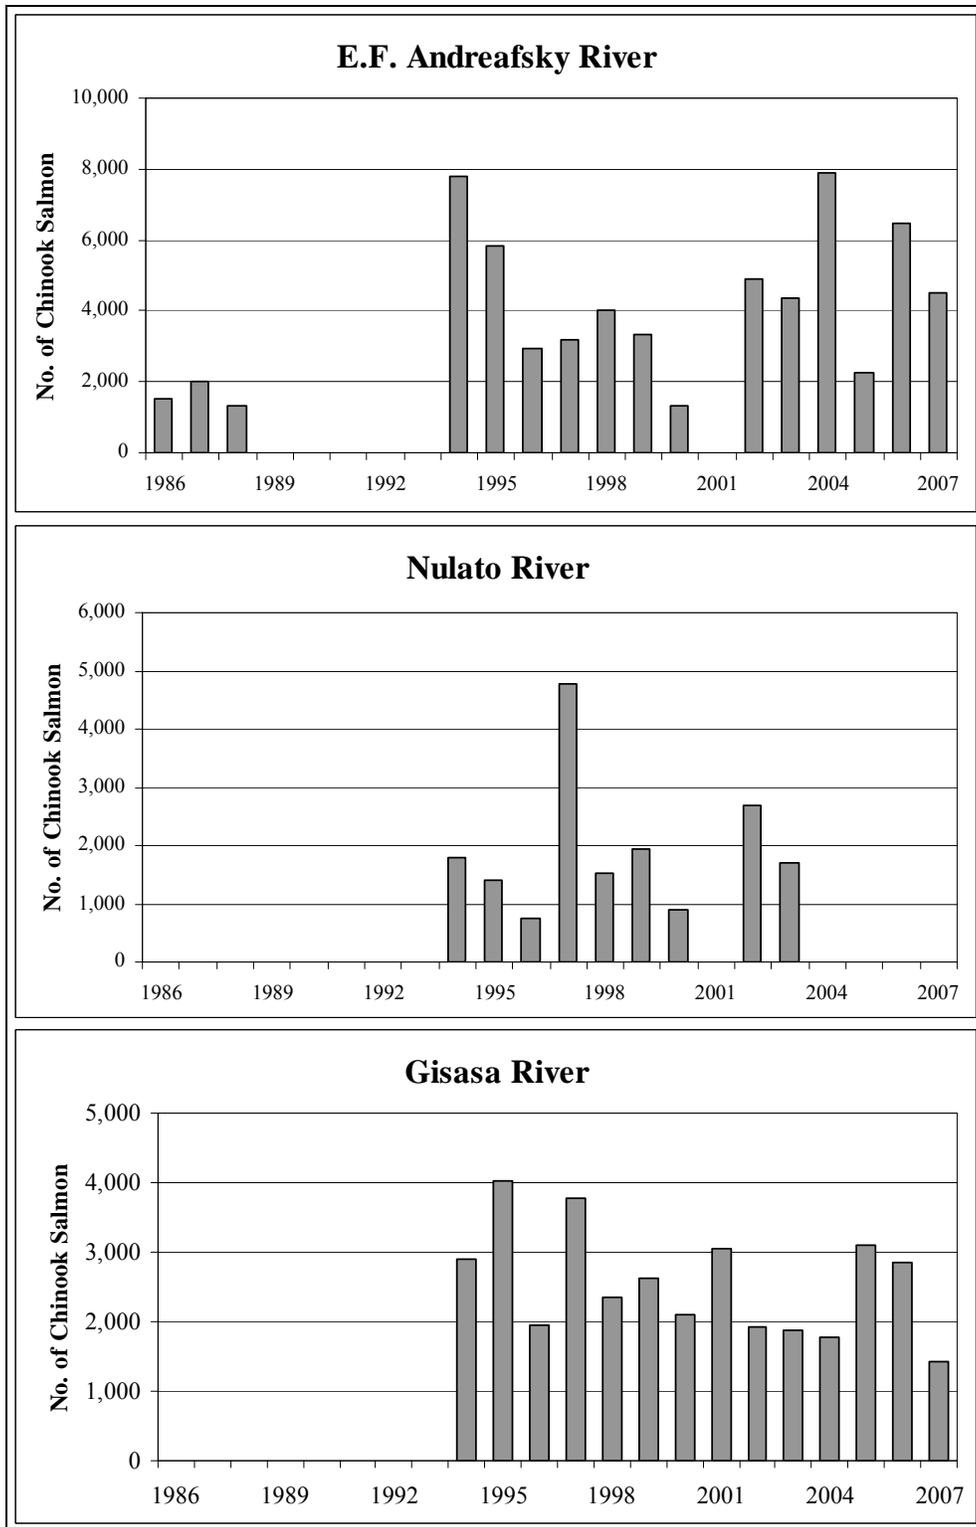 E.F. Andreafsky River
No. of Chinook Salmon
10,000
8,000
6,000
4,000
2,000
0
1986 1989 1992 1995 1998 2001 2004 2007
Nulato River
No. of Chinook Salmon
6,000
5,000
4,000
3,000
2,000
1,000
0
1986 1989 1992 1995 1998 2001 2004 2007
Gisasa River
No. of Chinook Salmon
5,000
4,000
3,000
2,000
1,000
0
1986 1989 1992 1995 1998 2001 2004 2007